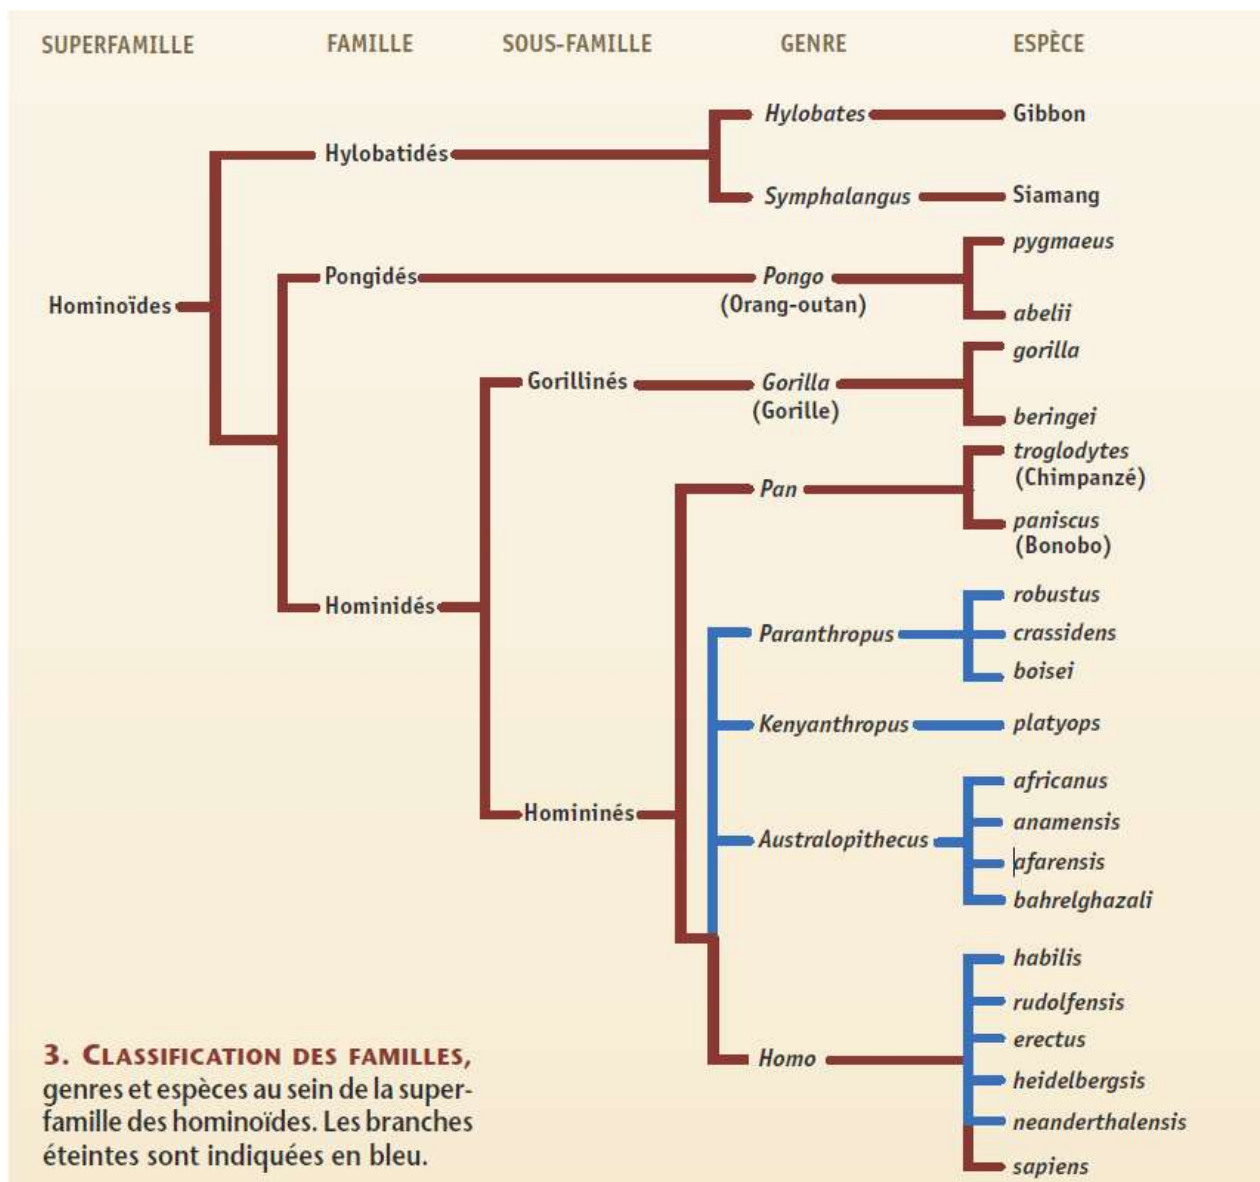 SUPERFAMILLE FAMILLE SOUS-FAMILLE GENRE ESPÈCE
Hylobates Gibbon
Hylobatidés
Symphalangus Siamang
pygmaeus
Pongidés Pongo
(Orang-outan)
Hominoïdes
abelii
gorilla
Gorillinés Gorilla
(Gorille)
beringei
troglodytes
(Chimpanzé)
Pan
paniscus
(Bonobo)
robustus
Hominidés
Paranthropus crassidens
boisei
Kenyanthropus platyops
africanus
Homininés
anamensis
Australopithecus
afarensis
bahrelghazali
habilis
rudolfensis
erectus
Homo
heidelbergsis
neanderthalensis
sapiens
3. CLASSIFICATION DES FAMILLES,
genres et espèces au sein de la super-
famille des hominoïdes. Les branches
éteintes sont indiquées en bleu.